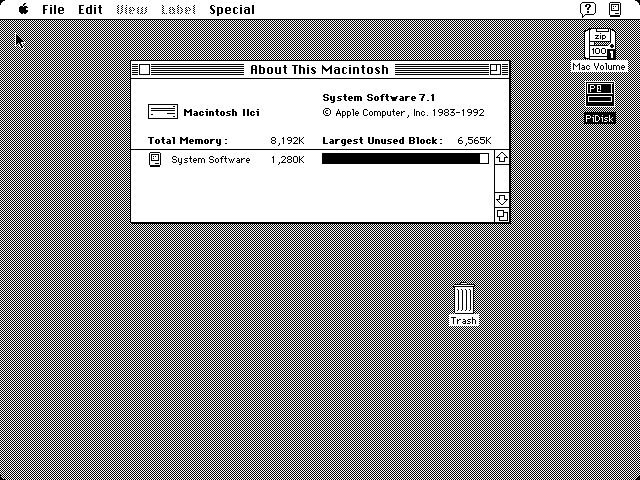 File Edit View Label Special
zip
100
Mac Volume
PiDisk
About This Macintosh
System Software 7.1
Macintosh IIci
© Apple Computer, Inc. 1983-1992
Total Memory : 8,192K Largest Unused Block : 6,565K
System Software 1,280K
Trash